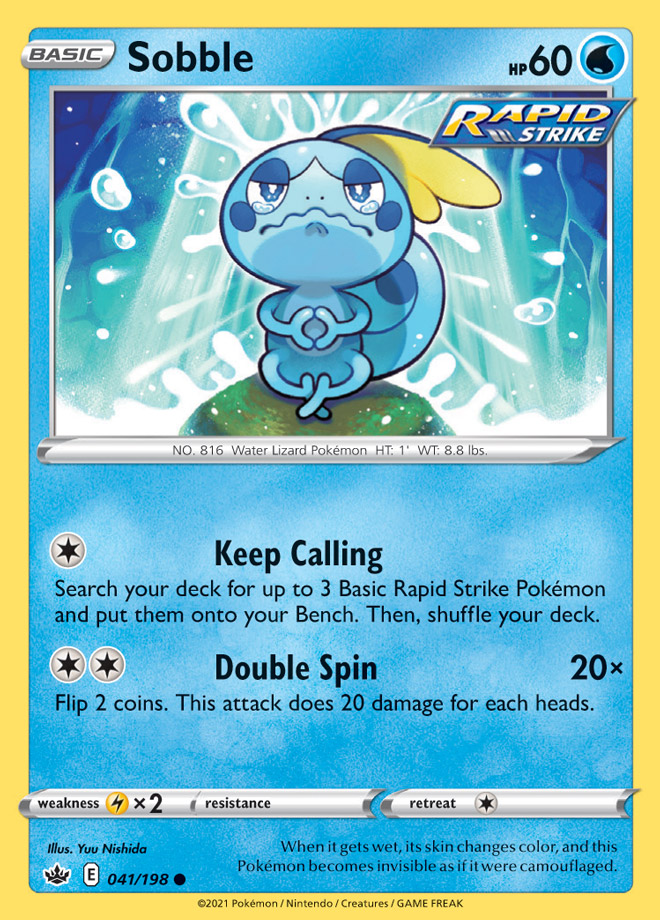 BASIC Sobble HP60
RAPID
STRIKE
NO. 816 Water Lizard Pokémon HT: 1' WT: 8.8 lbs.
Keep Calling
Search your deck for up to 3 Basic Rapid Strike Pokémon
and put them onto your Bench. Then, shuffle your deck.
Double Spin 20×
Flip 2 coins. This attack does 20 damage for each heads.
weakness ×2 resistance retreat
Illus. Yuu Nishida
When it gets wet, its skin changes color, and this
Pokémon becomes invisible as if it were camouflaged.
E 041/198
©2021 Pokémon / Nintendo / Creatures / GAME FREAK